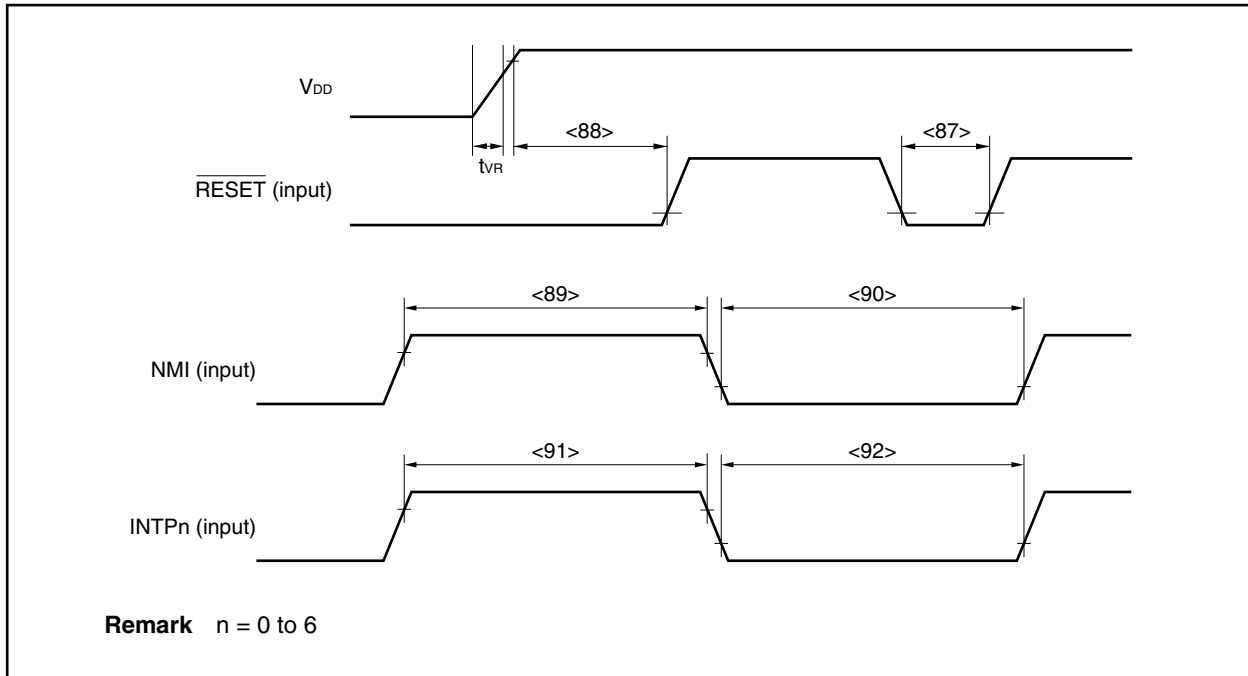 VDD
<88>
<87>
tVR
RESET (input)
<89>
<90>
NMI (input)
<91>
<92>
INTPn (input)
Remark n = 0 to 6